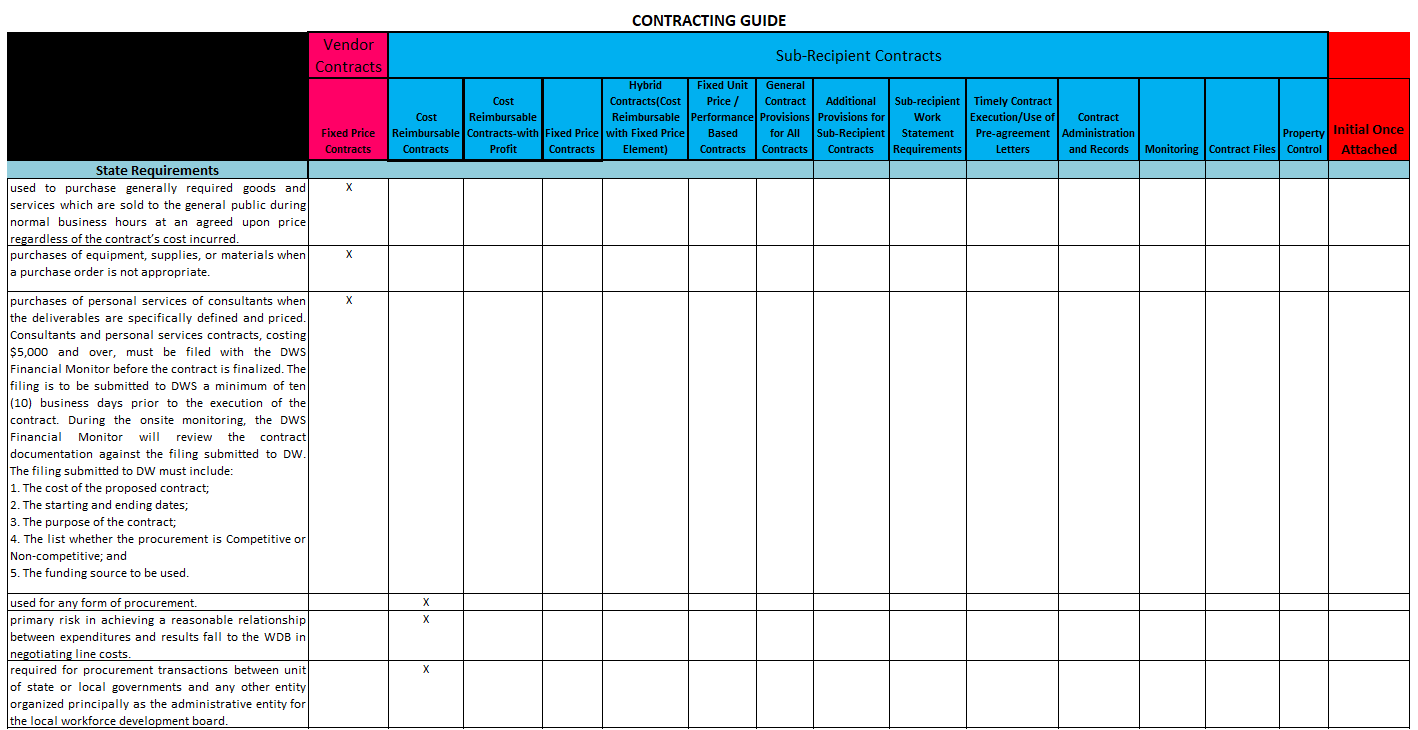 CONTRACTING GUIDE
Vendor
Contracts
Sub-Recipient Contracts
Fixed Price
Contracts
Cost
Reimbursable
Contracts
Cost
Reimbursable
Contracts-with
Profit
Fixed Price
Contracts
Hybrid
Contracts(Cost
Reimbursable
with Fixed Price
Element)
Fixed Unit
Price /
Performance
Based
Contracts
General
Contract
Provisions
for All
Contracts
Additional
Provisions for
Sub-Recipient
Contracts
Sub-recipient
Work
Statement
Requirements
Timely Contract
Execution/Use of
Pre-agreement
Letters
Contract
Administration
and Records
Monitoring
Contract Files
Property
Control
Initial Once
Attached
State Requirements
used to purchase generally required goods and
services which are sold to the general public during
normal business hours at an agreed upon price
regardless of the contract's cost incurred.
X
purchases of equipment, supplies, or materials when
a purchase order is not appropriate.
X
purchases of personal services of consultants when
the deliverables are specifically defined and priced.
Consultants and personal services contracts, costing
$5,000 and over, must be filed with the DWS
Financial Monitor before the contract is finalized. The
filing is to be submitted to DWS a minimum of ten
(10) business days prior to the execution of the
contract. During the onsite monitoring, the DWS
Financial Monitor will review the contract
documentation against the filing submitted to DW.
The filing submitted to DW must include:
1. The cost of the proposed contract;
2. The starting and ending dates;
3. The purpose of the contract;
4. The list whether the procurement is Competitive or
Non-competitive; and
5. The funding source to be used.
X
used for any form of procurement.
X
primary risk in achieving a reasonable relationship
between expenditures and results fall to the WDB in
negotiating line costs.
X
required for procurement transactions between unit
of state or local governments and any other entity
organized principally as the administrative entity for
the local workforce development board.
X